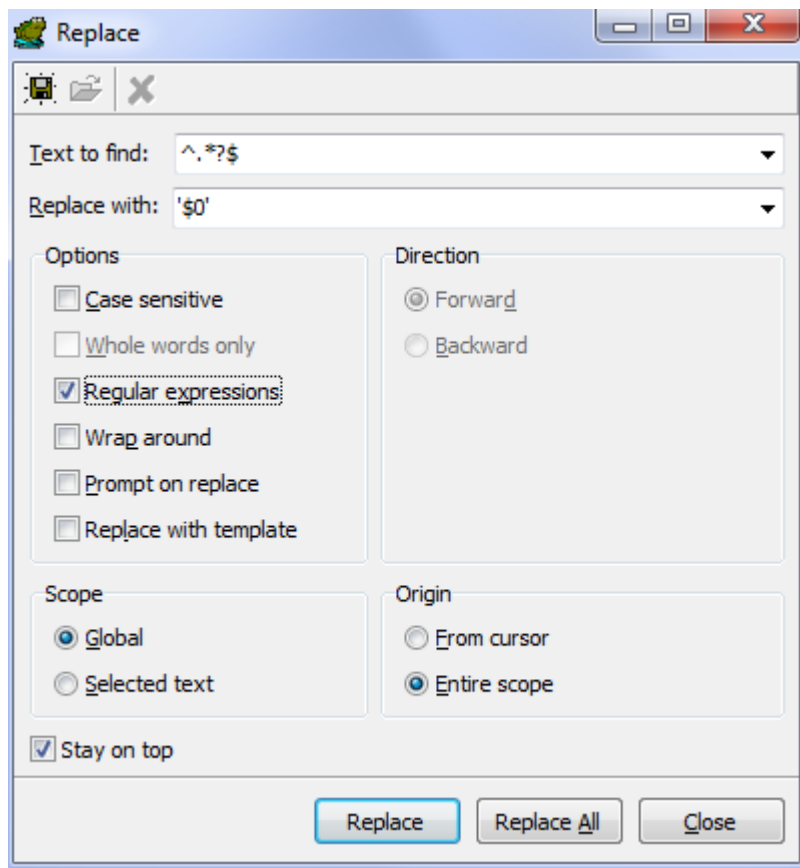 Replace
Text to find: ^.*?$
Replace with: '$0'
Options
Case sensitive
Whole words only
Regular expressions
Wrap around
Prompt on replace
Replace with template
Direction
Forward
Backward
Scope
Global
Selected text
Origin
From cursor
Entire scope
Stay on top
Replace Replace All Close